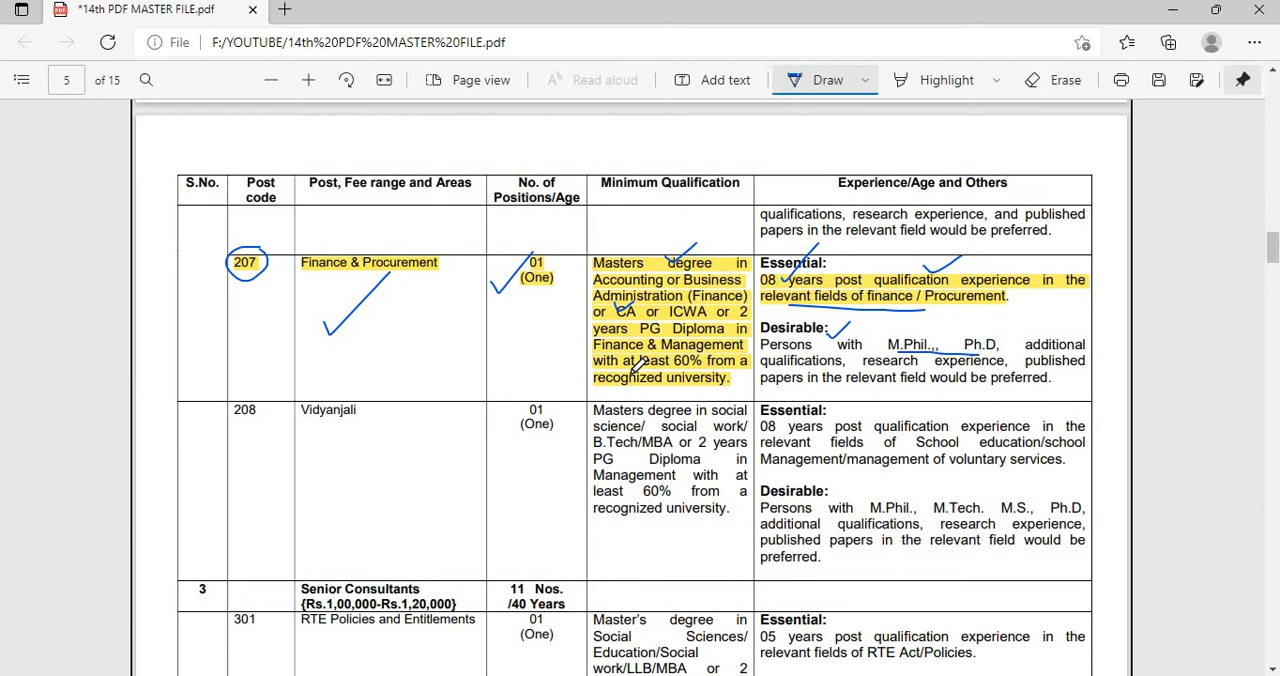 *14th PDF MASTER FILE.pdf
File F:/YOUTUBE/14th%20PDF%20MASTER%20FILE.pdf
5 of 15 Page view Read aloud Add text Draw Highlight Erase
S.No. Post code Post, Fee range and Areas No. of Positions/Age Minimum Qualification Experience/Age and Others
qualifications, research experience, and published
papers in the relevant field would be preferred.
207 Finance & Procurement 01
(One)
Masters degree in
Accounting or Business
Administration (Finance)
or CA or ICWA or 2
years PG Diploma in
Finance & Management
with at least 60% from a
recognized university.
Essential:
08 years post qualification experience in the
relevant fields of finance / Procurement.
Desirable:
Persons with M.Phil.,, Ph.D, additional
qualifications, research experience, published
papers in the relevant field would be preferred.
208 Vidyanjali 01
(One)
Masters degree in social
science/ social work/
B.Tech/MBA or 2 years
PG Diploma in
Management with at
least 60% from a
recognized university.
Essential:
08 years post qualification experience in the
relevant fields of School education/school
Management/management of voluntary services.
Desirable:
Persons with M.Phil., M.Tech. M.S., Ph.D,
additional qualifications, research experience,
published papers in the relevant field would be
preferred.
3 Senior Consultants
{Rs.1,00,000-Rs.1,20,000}
11 Nos.
/40 Years
301 RTE Policies and Entitlements 01
(One)
Master's degree in
Social Sciences/
Education/Social
work/LLB/MBA or 2
Essential:
05 years post qualification experience in the
relevant fields of RTE Act/Policies.